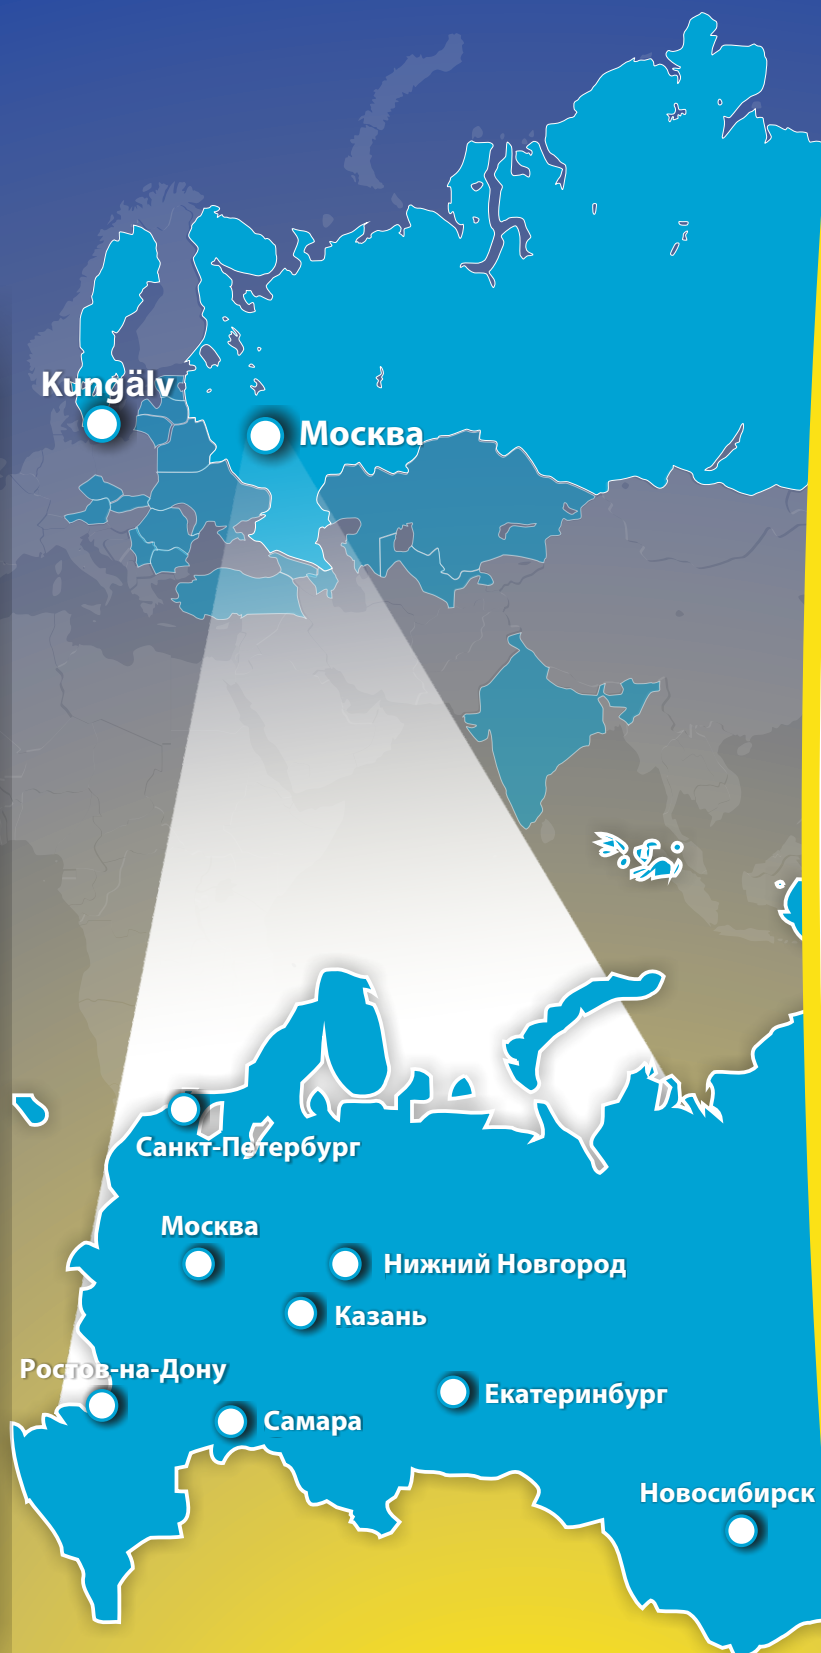 Kungälv
Москва
Санкт-Петербург
Москва
Нижний Новгород
Казань
Ростов-на-Дону
Екатеринбург
Самара
Новосибирск